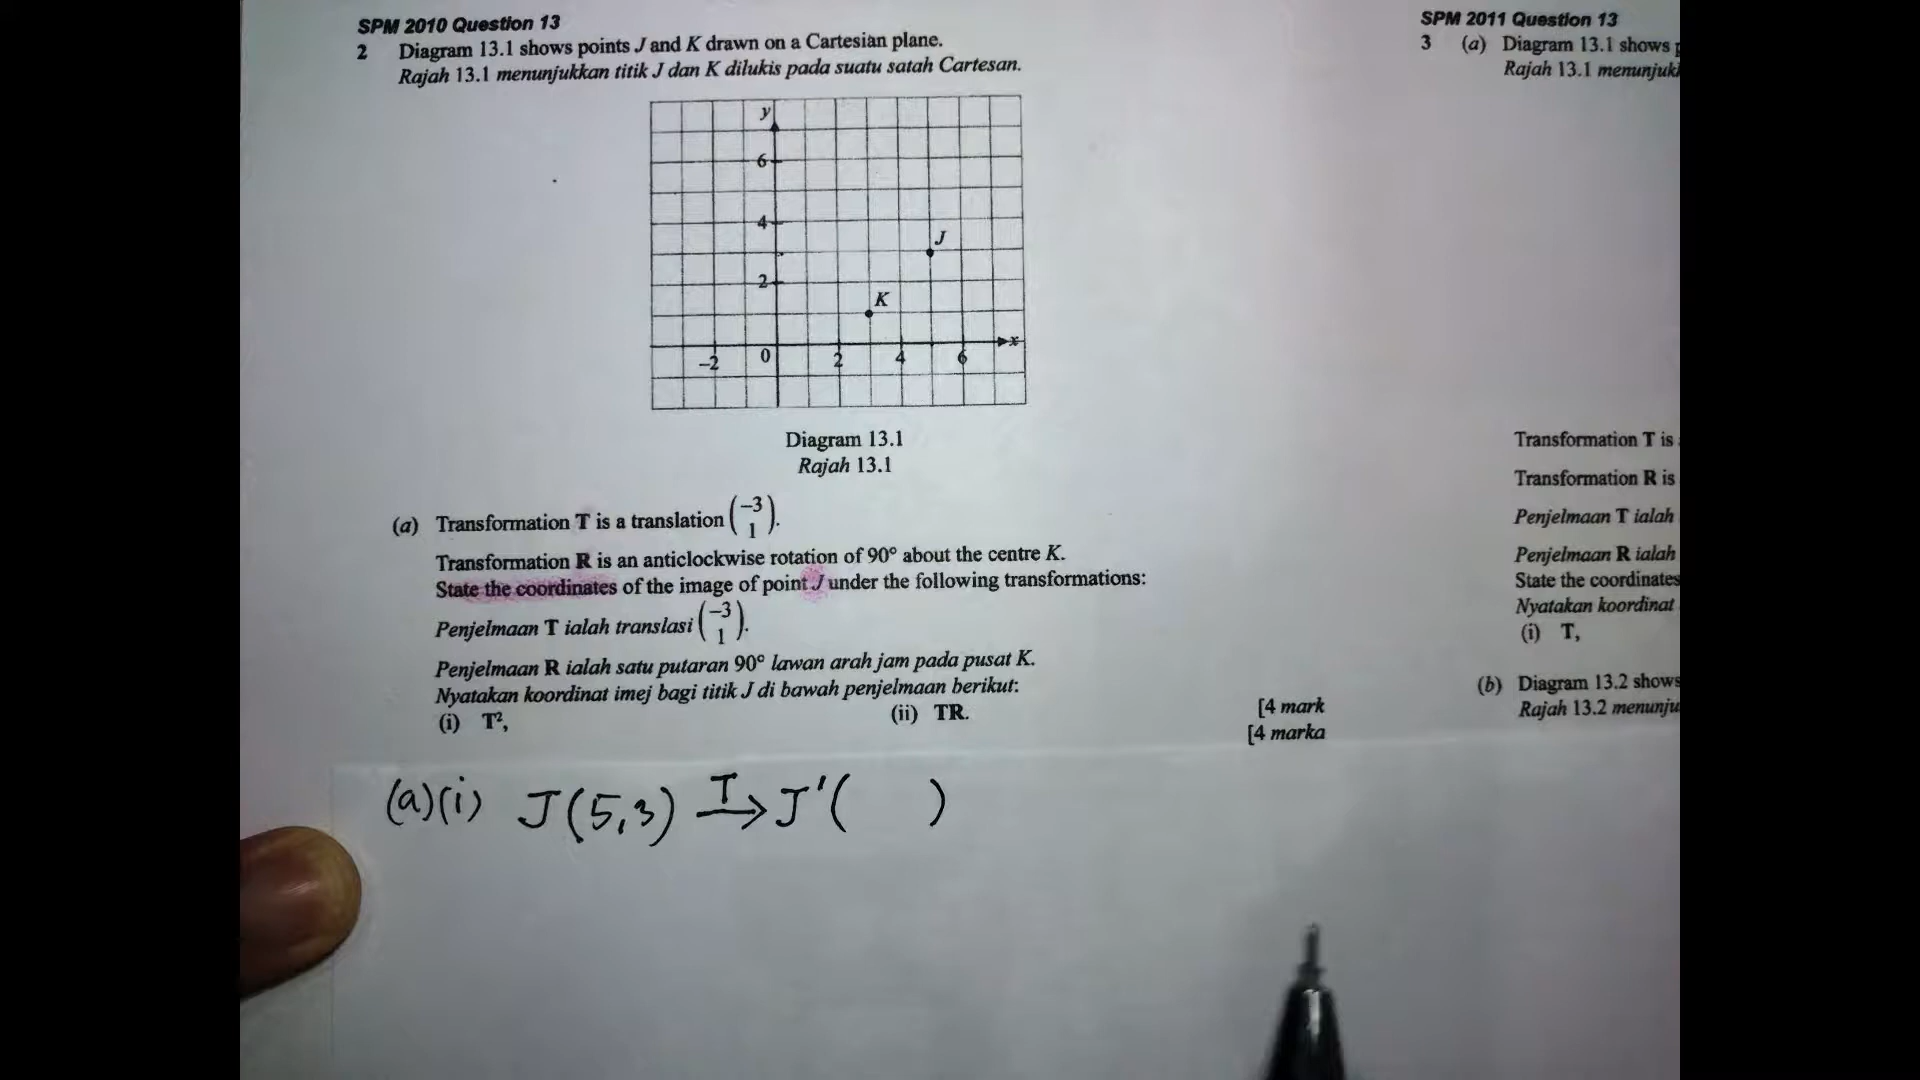 SPM 2010 Question 13
2 Diagram 13.1 shows points J and K drawn on a Cartesian plane.
Rajah 13.1 menunjukkan titik J dan K dilukis pada suatu satah Cartesan.
y
6
4
J
2
K
x
-2 0 2 4 6
Diagram 13.1
Rajah 13.1
(a) Transformation T is a translation (-3 1).
Transformation R is an anticlockwise rotation of 90° about the centre K.
State the coordinates of the image of point J under the following transformations:
Penjelmaan T ialah translasi (-3 1).
Penjelmaan R ialah satu putaran 90° lawan arah jam pada pusat K.
Nyatakan koordinat imej bagi titik J di bawah penjelmaan berikut:
(i) T², (ii) TR.
[4 mark
[4 marka
(a)(i) J(5,3) T→ J'( )
SPM 2011 Question 13
3 (a) Diagram 13.1 shows
Rajah 13.1
Transformation T is
Transformation R is
Penjelmaan T ialah
Penjelmaan R ialah
State the coordinates
Nyatakan koordinat
(i) T,
(b) Diagram 13.2 shows
Rajah 13.2